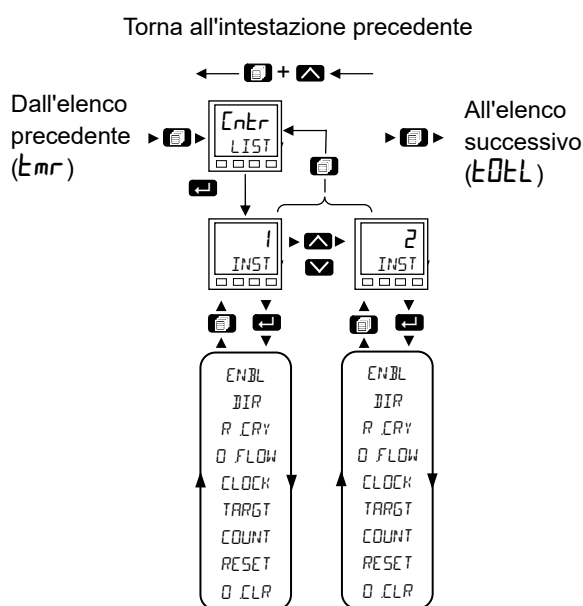 Torna all'intestazione precedente
+
Dall'elenco
precedente
(tmr)
Cntr
LIST
All'elenco
successivo
(tOtL)
1
INST
2
INST
ENBL
DIR
R.CRY
O.FLOW
CLOCK
TARGT
COUNT
RESET
O.CLR
ENBL
DIR
R.CRY
O.FLOW
CLOCK
TARGT
COUNT
RESET
O.CLR